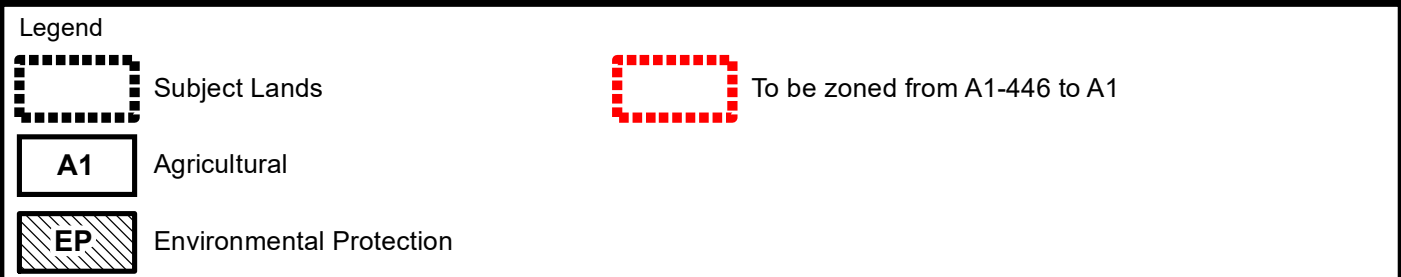 Legend
Subject Lands
To be zoned from A1-446 to A1
A1 Agricultural
EP Environmental Protection